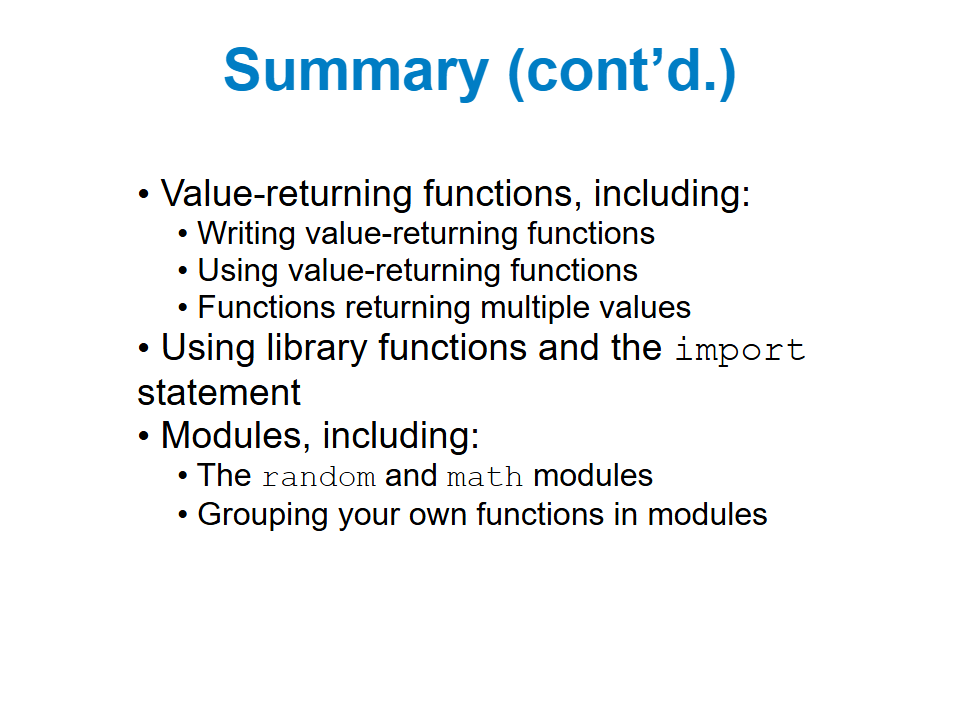 Summary (cont’d.)
• Value-returning functions, including:
• Writing value-returning functions
• Using value-returning functions
• Functions returning multiple values
• Using library functions and the import
statement
• Modules, including:
• The random and math modules
• Grouping your own functions in modules